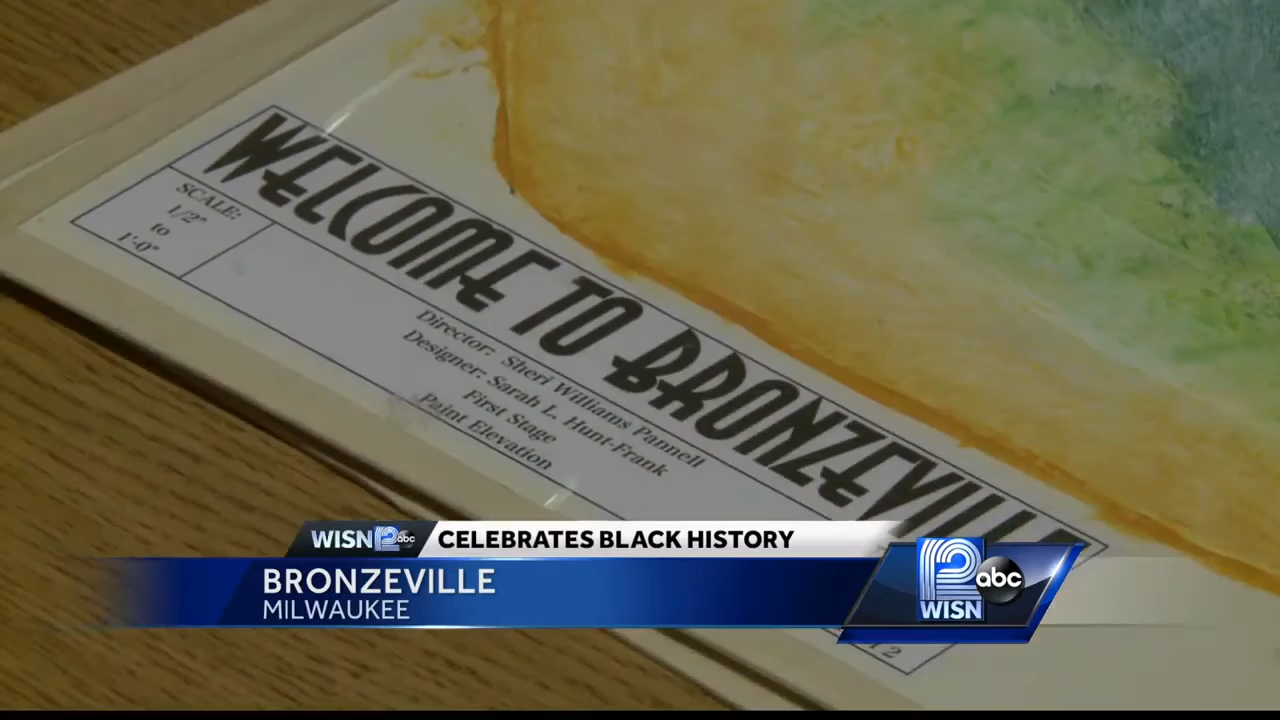 WELCOME TO BRONZEVILLE
SCALE:
1/2"
to
1'-0"
Director: Sheri Williams Pannell
Designer: Sarah L. Hunt-Frank
First Stage
Paint Elevation
WISN 12 abc CELEBRATES BLACK HISTORY
BRONZEVILLE
MILWAUKEE
12 abc
WISN
2